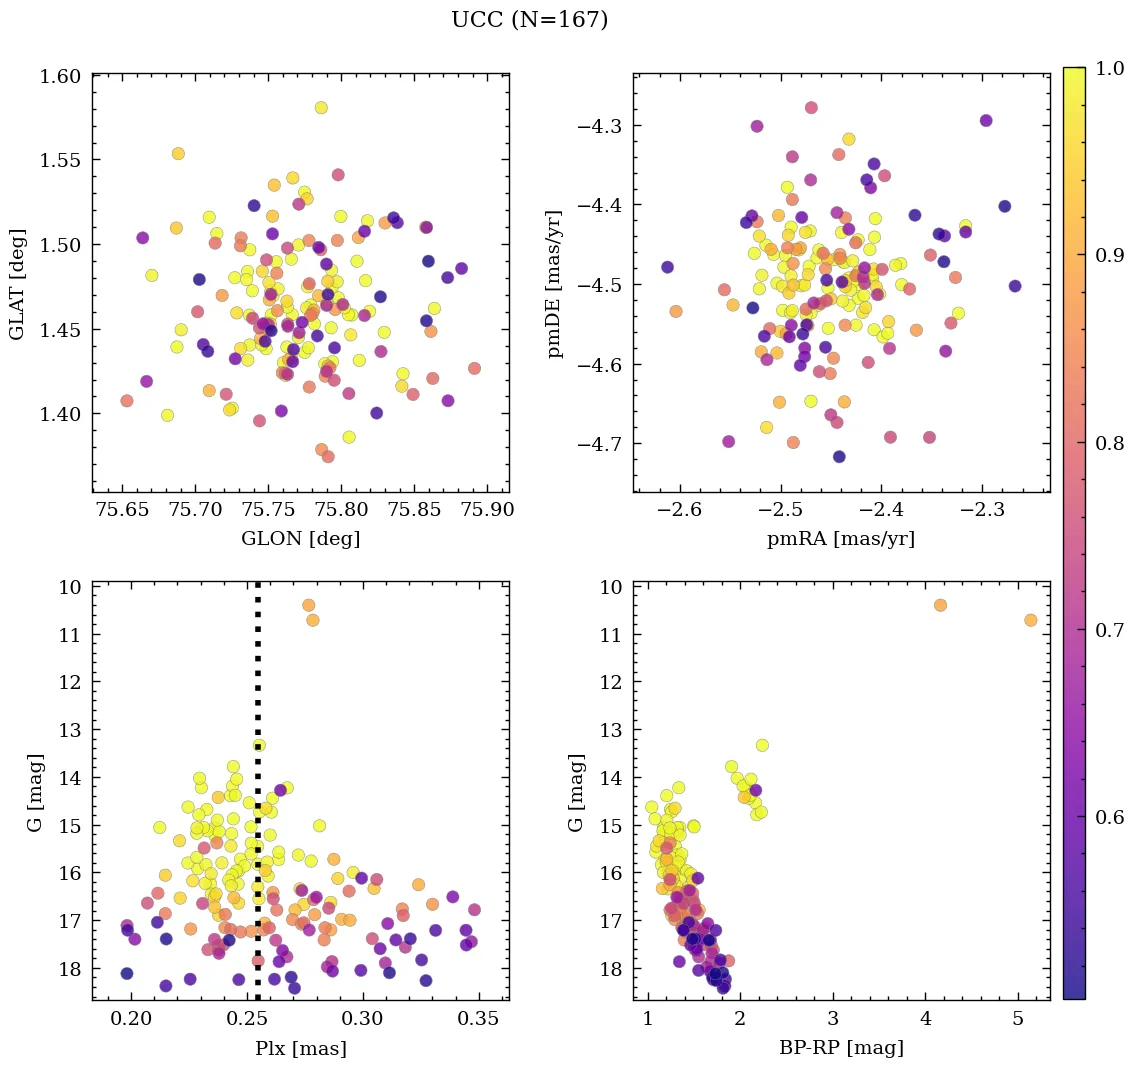 UCC (N=167)
1.60
1.55
1.50
1.45
1.40
GLAT [deg]
75.65 75.70 75.75 75.80 75.85 75.90
GLON [deg]
−4.3
−4.4
−4.5
−4.6
−4.7
pmDE [mas/yr]
−2.6 −2.5 −2.4 −2.3
pmRA [mas/yr]
1.0
0.9
0.8
0.7
0.6
10
11
12
13
14
15
16
17
18
G [mag]
0.20 0.25 0.30 0.35
Plx [mas]
10
11
12
13
14
15
16
17
18
G [mag]
1 2 3 4 5
BP-RP [mag]